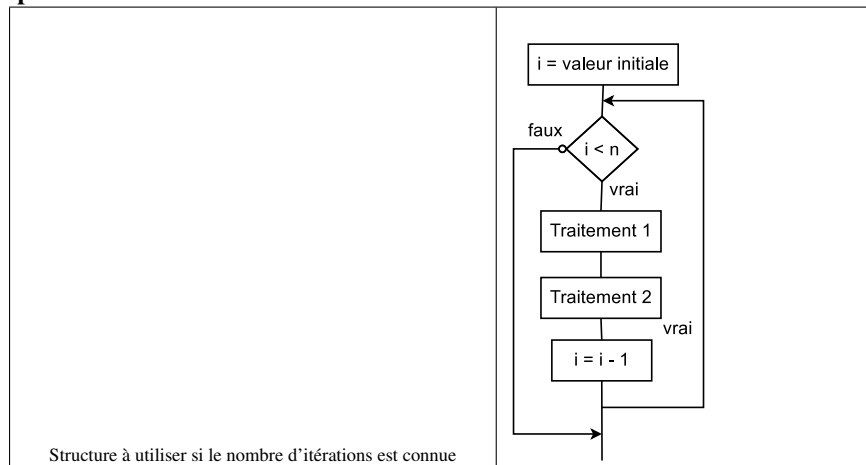 Structure à utiliser si le nombre d'itérations est connue
i = valeur initiale
faux
i < n
vrai
Traitement 1
Traitement 2
vrai
i = i - 1